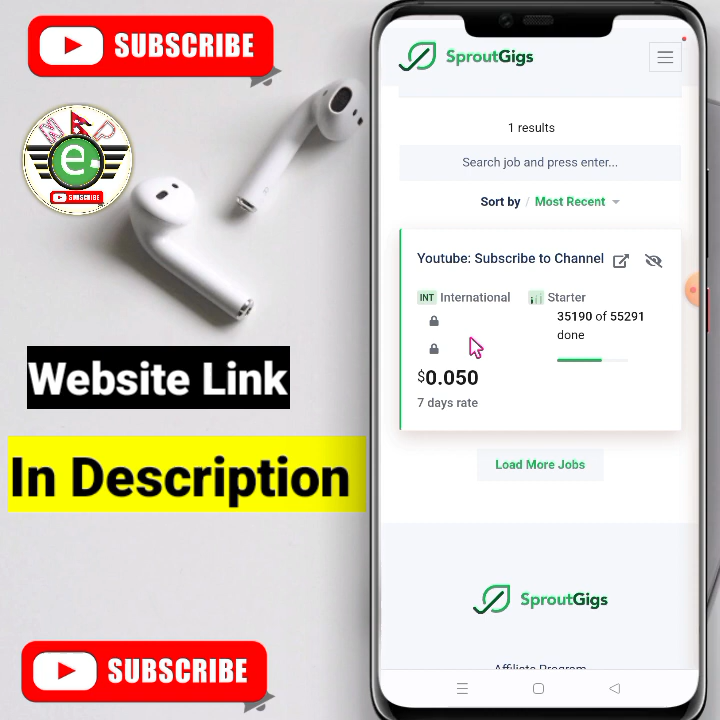 SUBSCRIBE
M P
e
SUBSCRIBE
Website Link
In Description
SUBSCRIBE
SproutGigs
1 results
Search job and press enter...
Sort by / Most Recent
Youtube: Subscribe to Channel
INT International
Starter
35190 of 55291
done
$0.050
7 days rate
Load More Jobs
SproutGigs
Affiliate Program